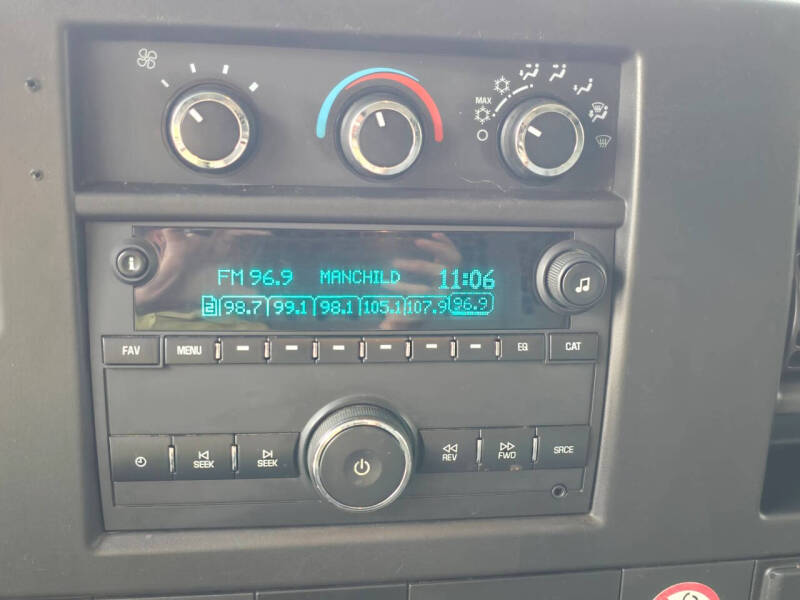 MAX
FM 96.9 MANCHILD 11:06
2 98.7 99.1 98.1 105.1 107.9 96.9
FAV MENU EQ CAT
SEEK SEEK REV FWD SRCE